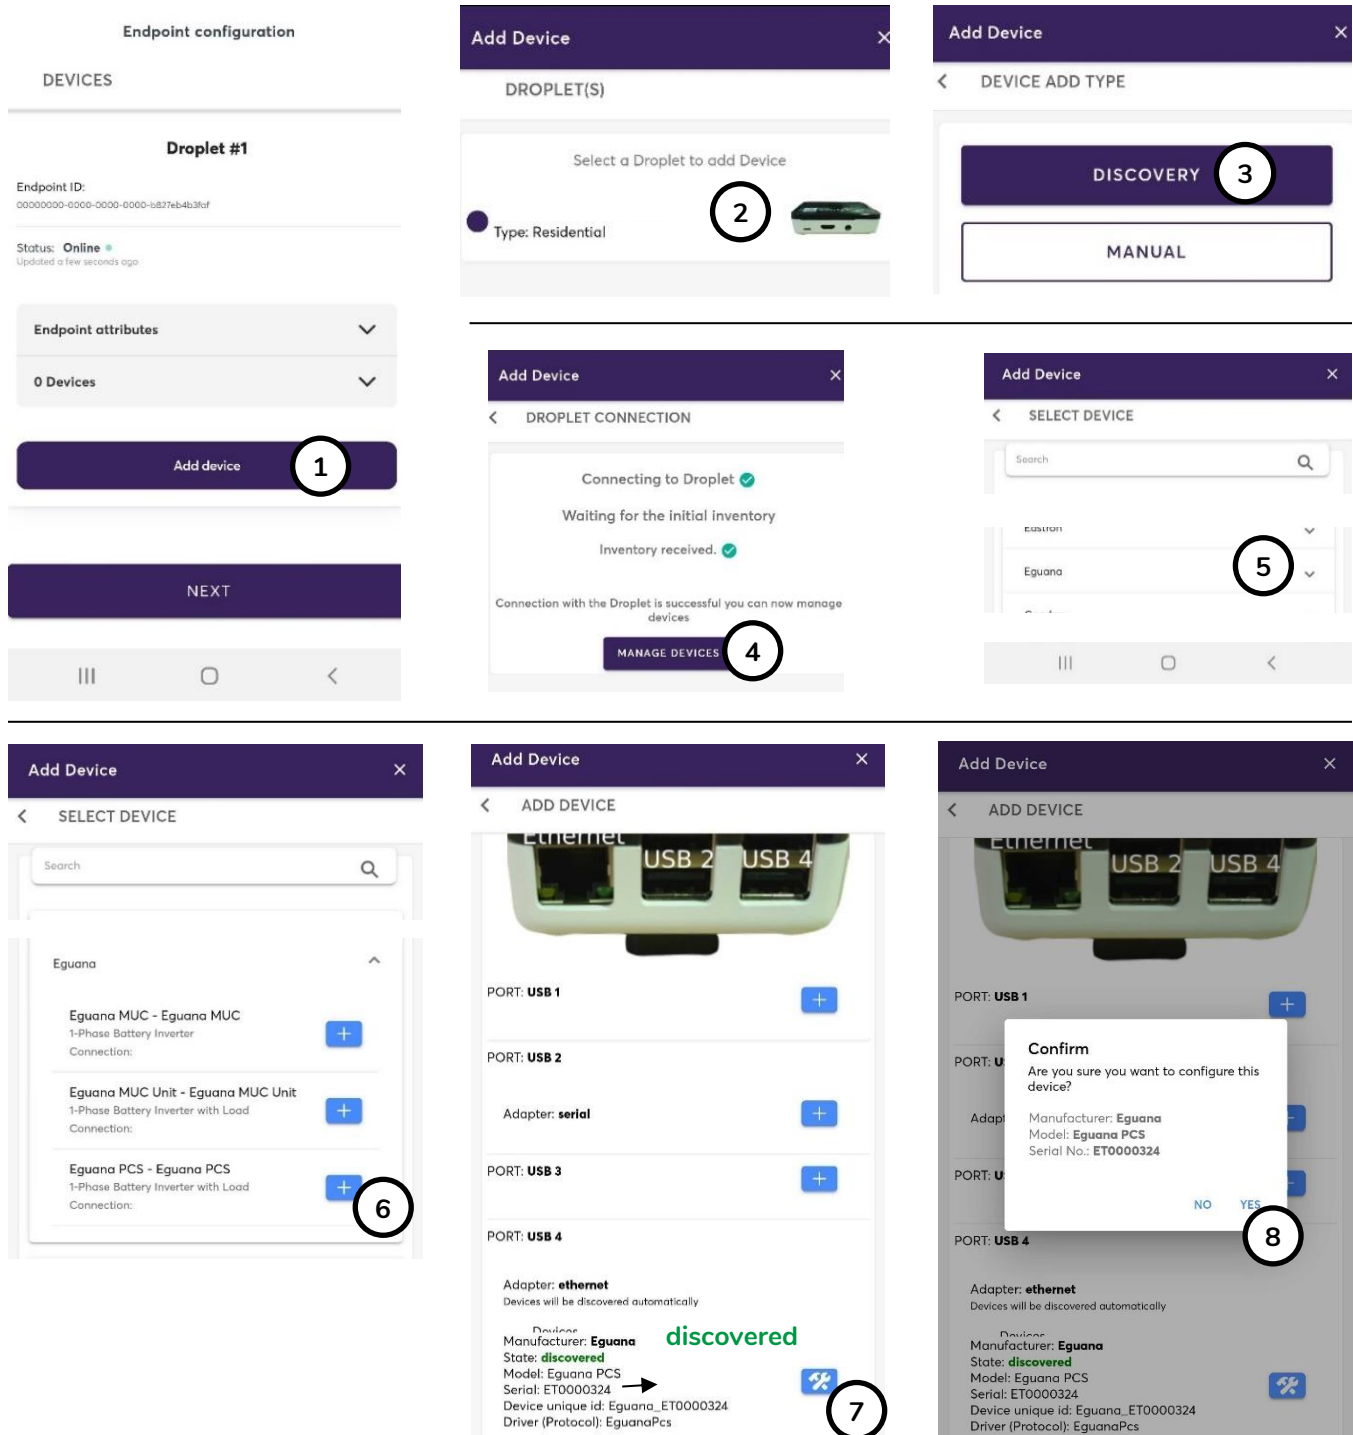 Endpoint configuration
DEVICES
Droplet #1
Endpoint ID:
00000000-0000-0000-0000-b827eb4b3faf
Status: Online
Updated a few seconds ago
Endpoint attributes
0 Devices
Add device
1
NEXT
Add Device
DROPLET(S)
Select a Droplet to add Device
2
Type: Residential
Add Device
DEVICE ADD TYPE
DISCOVERY
3
MANUAL
Add Device
DROPLET CONNECTION
Connecting to Droplet
Waiting for the initial inventory
Inventory received.
Connection with the Droplet is successful you can now manage
devices
MANAGE DEVICES
4
Add Device
SELECT DEVICE
Search
Eastron
Eguana
5
Add Device
SELECT DEVICE
Search
Eguana
Eguana MUC - Eguana MUC
1-Phase Battery Inverter
Connection:
Eguana MUC Unit - Eguana MUC Unit
1-Phase Battery Inverter with Load
Connection:
Eguana PCS - Eguana PCS
1-Phase Battery Inverter with Load
Connection:
6
Add Device
ADD DEVICE
Ethernet
USB 2
USB 4
PORT: USB 1
PORT: USB 2
Adapter: serial
PORT: USB 3
PORT: USB 4
Adapter: ethernet
Devices will be discovered automatically
Devices
Manufacturer: Eguana
discovered
State: discovered
Model: Eguana PCS
Serial: ET0000324
Device unique id: Eguana_ET0000324
Driver (Protocol): EguanaPcs
7
Add Device
ADD DEVICE
Ethernet
USB 2
USB 4
PORT: USB 1
PORT: U
Adapt
PORT: U
Confirm
Are you sure you want to configure this
device?
Manufacturer: Eguana
Model: Eguana PCS
Serial No.: ET0000324
NO
YES
8
PORT: USB 4
Adapter: ethernet
Devices will be discovered automatically
Devices
Manufacturer: Eguana
State: discovered
Model: Eguana PCS
Serial: ET0000324
Device unique id: Eguana_ET0000324
Driver (Protocol): EguanaPcs